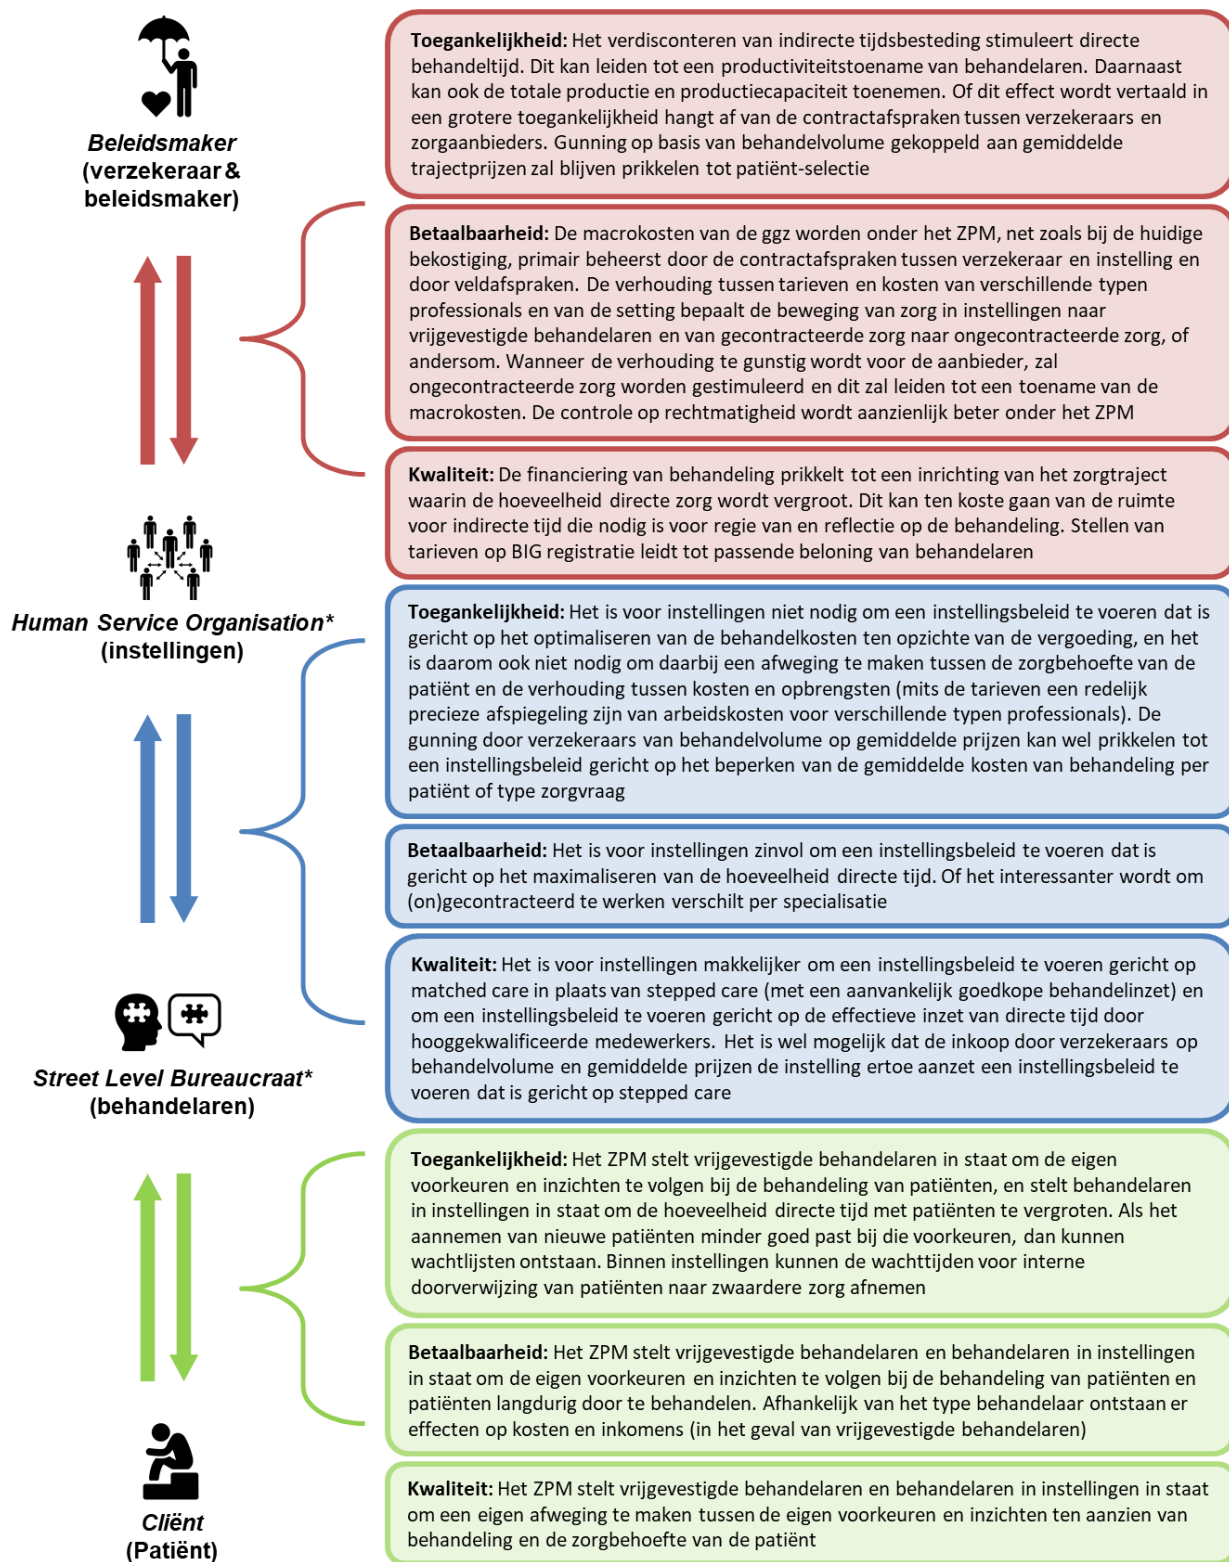 Beleidsmaker
(verzekeraar &
beleidsmaker)
Toegankelijkheid: Het verdisconteren van indirecte tijdsbesteding stimuleert directe
behandeltijd. Dit kan leiden tot een productiviteitstoename van behandelaren. Daarnaast
kan ook de totale productie en productiecapaciteit toenemen. Of dit effect wordt vertaald in
een grotere toegankelijkheid hangt af van de contractafspraken tussen verzekeraars en
zorgaanbieders. Gunning op basis van behandelvolume gekoppeld aan gemiddelde
trajectprijzen zal blijven prikkelen tot patiënt-selectie
Betaalbaarheid: De macrokosten van de ggz worden onder het ZPM, net zoals bij de huidige
bekostiging, primair beheerst door de contractafspraken tussen verzekeraar en instelling en
door veldafspraken. De verhouding tussen tarieven en kosten van verschillende typen
professionals en van de setting bepaalt de beweging van zorg in instellingen naar
vrijgevestigde behandelaren en van gecontracteerde zorg naar ongecontracteerde zorg, of
andersom. Wanneer de verhouding te gunstig wordt voor de aanbieder, zal
ongecontracteerde zorg worden gestimuleerd en dit zal leiden tot een toename van de
macrokosten. De controle op rechtmatigheid wordt aanzienlijk beter onder het ZPM
Kwaliteit: De financiering van behandeling prikkelt tot een inrichting van het zorgtraject
waarin de hoeveelheid directe zorg wordt vergroot. Dit kan ten koste gaan van de ruimte
voor indirecte tijd die nodig is voor regie van en reflectie op de behandeling. Stellen van
tarieven op BIG registratie leidt tot passende beloning van behandelaren
Human Service Organisation*
(instellingen)
Toegankelijkheid: Het is voor instellingen niet nodig om een instellingsbeleid te voeren dat is
gericht op het optimaliseren van de behandelkosten ten opzichte van de vergoeding, en het
is daarom ook niet nodig om daarbij een afweging te maken tussen de zorgbehoefte van de
patiënt en de verhouding tussen kosten en opbrengsten (mits de tarieven een redelijk
precieze afspiegeling zijn van arbeidskosten voor verschillende typen professionals). De
gunning door verzekeraars van behandelvolume op gemiddelde prijzen kan wel prikkelen tot
een instellingsbeleid gericht op het beperken van de gemiddelde kosten van behandeling per
patiënt of type zorgvraag
Betaalbaarheid: Het is voor instellingen zinvol om een instellingsbeleid te voeren dat is
gericht op het maximaliseren van de hoeveelheid directe tijd. Of het interessanter wordt om
(on)gecontracteerd te werken verschilt per specialisatie
Kwaliteit: Het is voor instellingen makkelijker om een instellingsbeleid te voeren gericht op
matched care in plaats van stepped care (met een aanvankelijk goedkope behandelinzet) en
om een instellingsbeleid te voeren gericht op de effectieve inzet van directe tijd door
hooggekwalificeerde medewerkers. Het is wel mogelijk dat de inkoop door verzekeraars op
behandelvolume en gemiddelde prijzen de instelling ertoe aanzet een instellingsbeleid te
voeren dat is gericht op stepped care
Street Level Bureaucraat*
(behandelaren)
Toegankelijkheid: Het ZPM stelt vrijgevestigde behandelaren in staat om de eigen
voorkeuren en inzichten te volgen bij de behandeling van patiënten, en stelt behandelaren
in instellingen in staat om de hoeveelheid directe tijd met patiënten te vergroten. Als het
aannemen van nieuwe patiënten minder goed past bij die voorkeuren, dan kunnen
wachtlijsten ontstaan. Binnen instellingen kunnen de wachttijden voor interne
doorverwijzing van patiënten naar zwaardere zorg afnemen
Betaalbaarheid: Het ZPM stelt vrijgevestigde behandelaren en behandelaren in instellingen
in staat om de eigen voorkeuren en inzichten te volgen bij de behandeling van patiënten en
patiënten langdurig door te behandelen. Afhankelijk van het type behandelaar ontstaan er
effecten op kosten en inkomens (in het geval van vrijgevestigde behandelaren)
Kwaliteit: Het ZPM stelt vrijgevestigde behandelaren en behandelaren in instellingen in staat
om een eigen afweging te maken tussen de eigen voorkeuren en inzichten ten aanzien van
behandeling en de zorgbehoefte van de patiënt
Cliënt
(Patiënt)